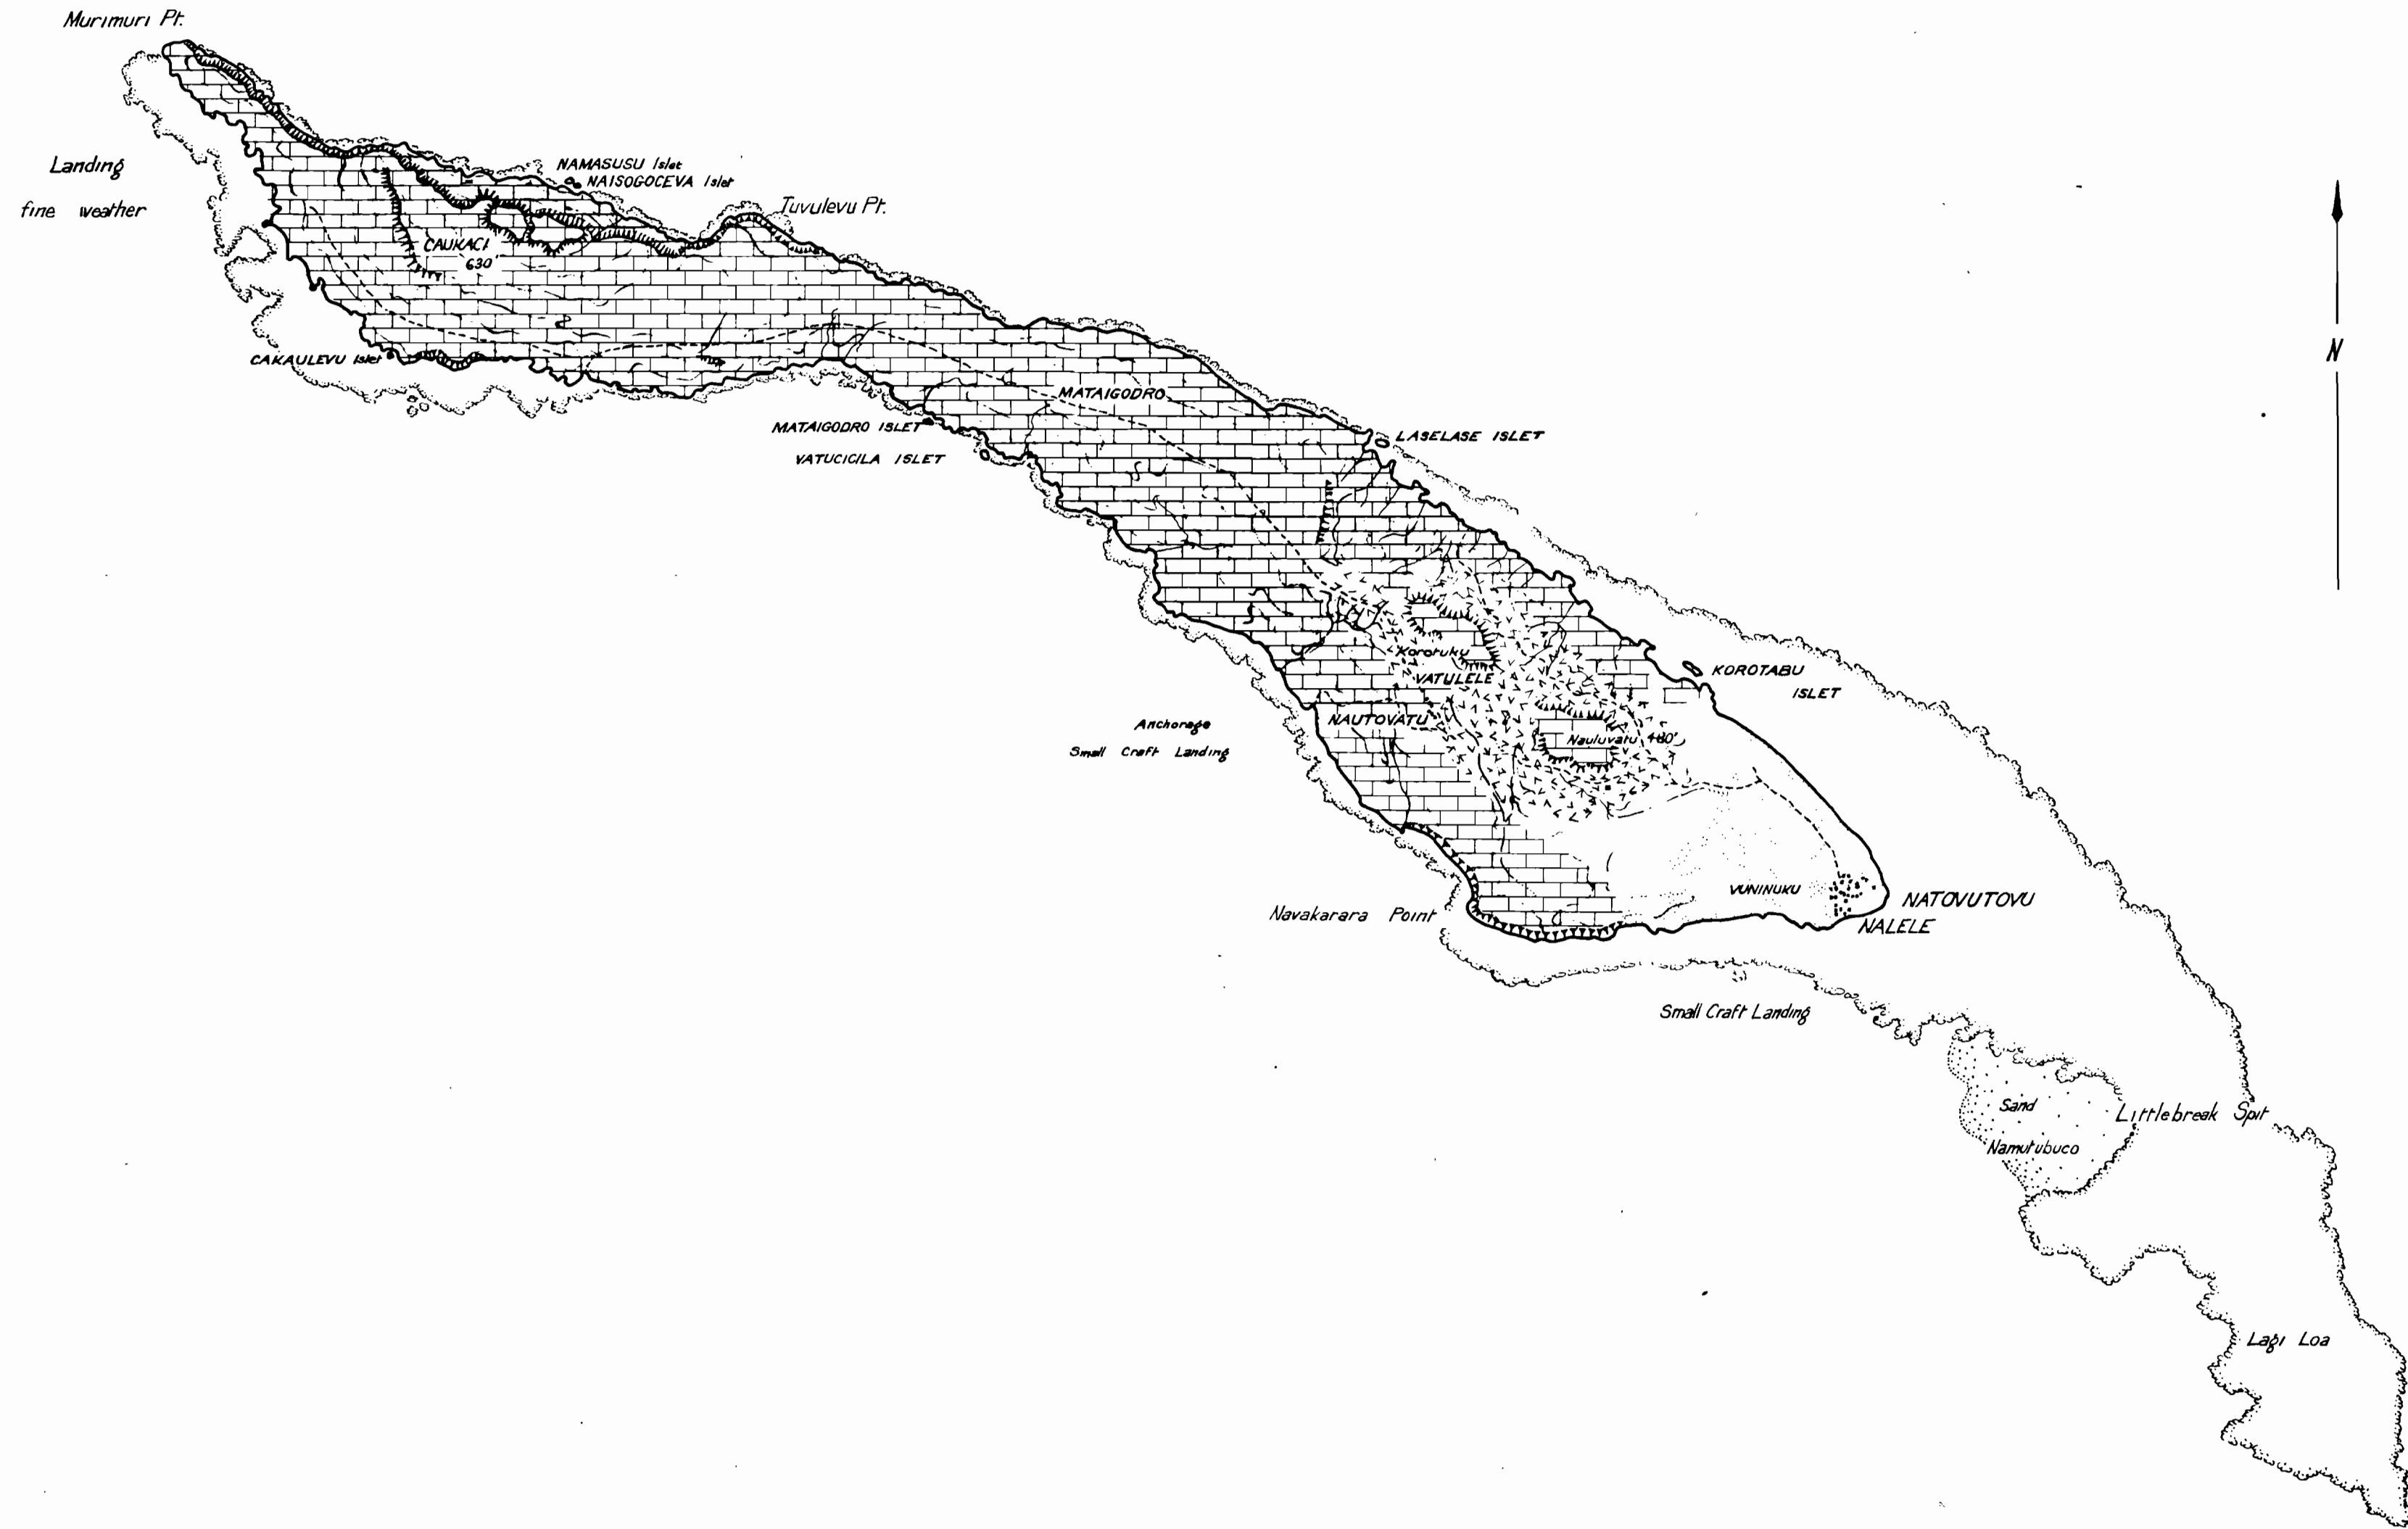 Murimuri Pt.
Landing
fine weather
NAMASUSU Islet
NAISOGOCEVA Islet
Tuvulevu Pt.
CAUKACI
630'
N
CAKAULEVU Islet
MATAIGODRO
MATAIGODRO ISLET
VATUCICILA ISLET
LASELASE ISLET
Korotuku
VATULELE
KOROTABU
ISLET
NAUTOVATU
Anchorage
Small Craft Landing
Nauluvatu 480'
VUNINUKU
NATOVUTOVU
NALELE
Navakarara Point
Small Craft Landing
Sand
Littlebreak Spit
Namutubuco
Lagi Loa